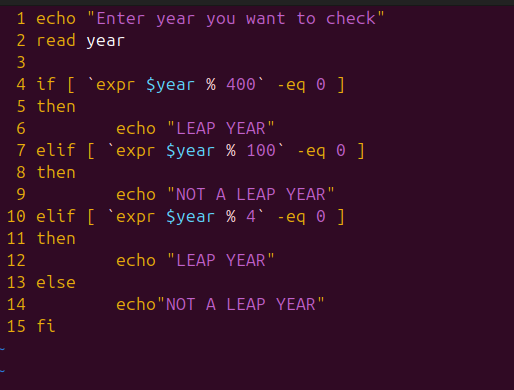 1 echo "Enter year you want to check"
2 read year
3
4 if [ `expr $year % 400` -eq 0 ]
5 then
6         echo "LEAP YEAR"
7 elif [ `expr $year % 100` -eq 0 ]
8 then
9         echo "NOT A LEAP YEAR"
10 elif [ `expr $year % 4` -eq 0 ]
11 then
12         echo "LEAP YEAR"
13 else
14         echo"NOT A LEAP YEAR"
15 fi
~
~